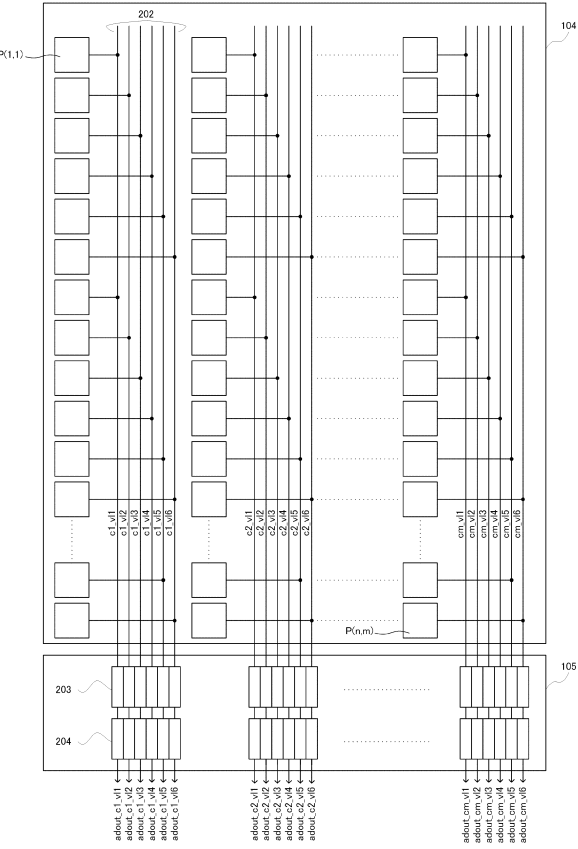 202
104
P(1,1)
c1_vl1
c1_vl2
c1_vl3
c1_vl4
c1_vl5
c1_vl6
c2_vl1
c2_vl2
c2_vl3
c2_vl4
c2_vl5
c2_vl6
cm_vl1
cm_vl2
cm_vl3
cm_vl4
cm_vl5
cm_vl6
P(n,m)
105
203
204
adout_c1_vl1
adout_c1_vl2
adout_c1_vl3
adout_c1_vl4
adout_c1_vl5
adout_c1_vl6
adout_c2_vl1
adout_c2_vl2
adout_c2_vl3
adout_c2_vl4
adout_c2_vl5
adout_c2_vl6
adout_cm_vl1
adout_cm_vl2
adout_cm_vl3
adout_cm_vl4
adout_cm_vl5
adout_cm_vl6